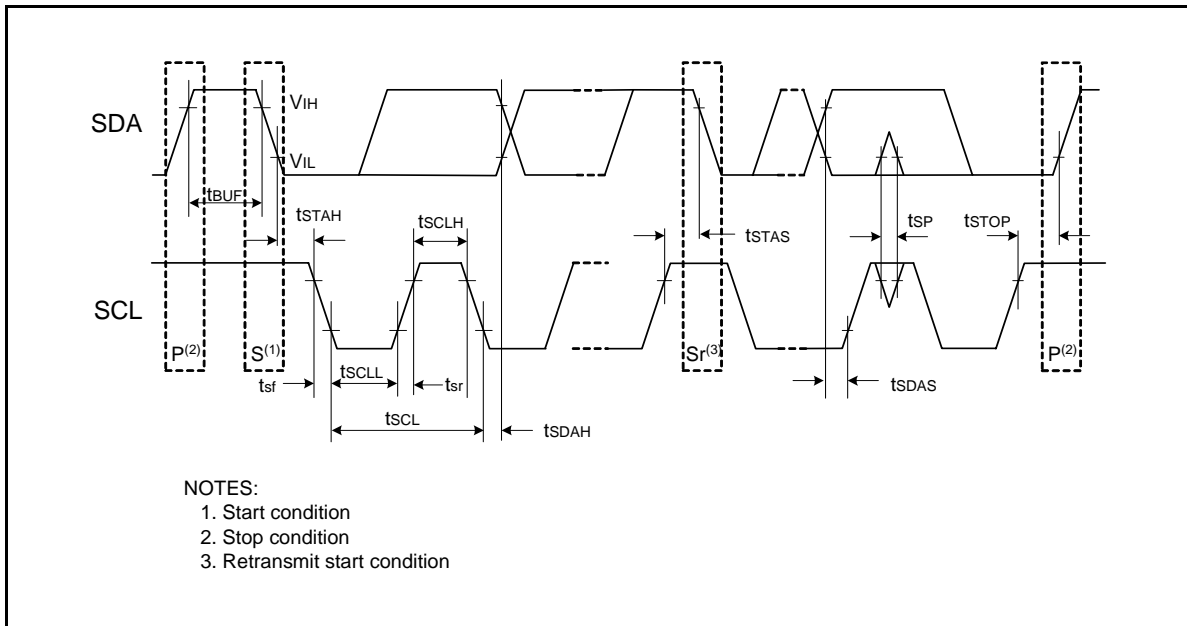 VIH
SDA
VIL
tBUF
tSTAH
tSCLH
tSTAS
tSP
tSTOP
SCL
P(2)
S(1)
Sr(3)
P(2)
tsf
tSCLL
tsr
tSDAS
tSCL
tSDAH
NOTES:
1. Start condition
2. Stop condition
3. Retransmit start condition